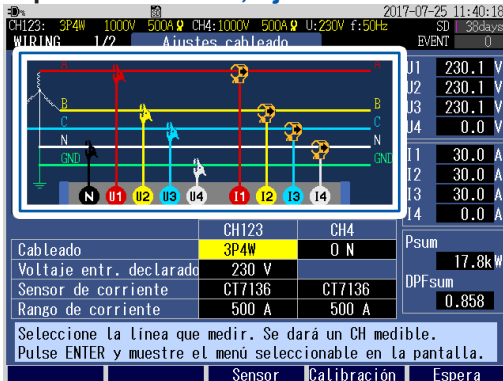 2017-07-25 11:40:18
CH123: 3P4W 1000V 500A CH4:1000V 500A U:230V f:50Hz SD 38days
WIRING 1/2 Ajustes cableado EVENT 0
A A
B B
C C
N N
GND GND
N U1 U2 U3 U4 I1 I2 I3 I4
U1 230.1 V
U2 230.1 V
U3 230.1 V
U4 0.0 V
I1 30.0 A
I2 30.0 A
I3 30.0 A
I4 0.0 A
Psum
17.8kW
DPFsum
0.858
CH123 CH4
Cableado 3P4W ON
Voltaje entr. declarado 230 V
Sensor de corriente CT7136 CT7136
Rango de corriente 500 A 500 A
Seleccione la línea que medir. Se dará un CH medible.
Pulse ENTER y muestre el menú seleccionable en la pantalla.
Sensor Calibración Espera